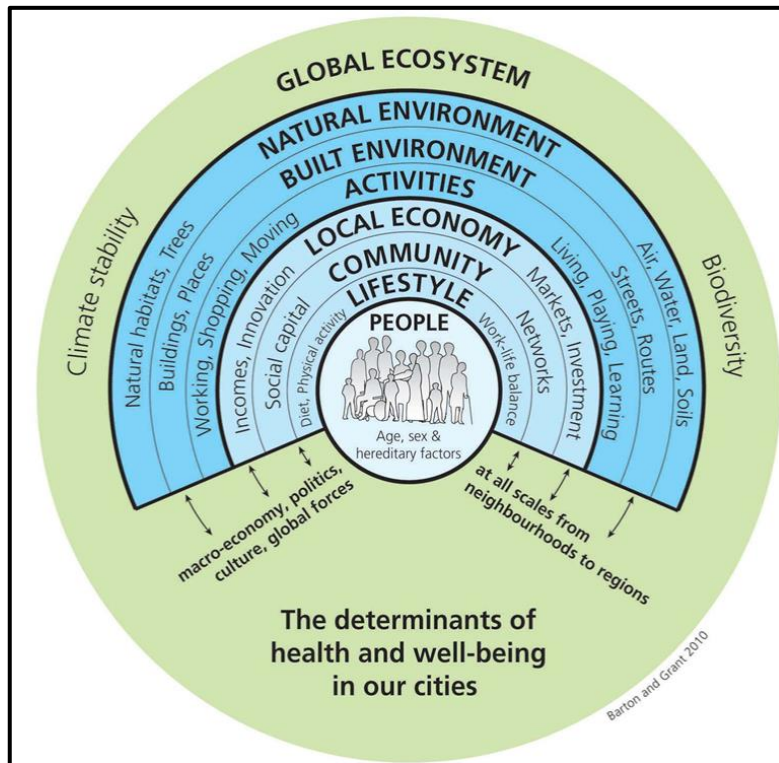 GLOBAL ECOSYSTEM
NATURAL ENVIRONMENT
BUILT ENVIRONMENT
ACTIVITIES
LOCAL ECONOMY
COMMUNITY
LIFESTYLE
PEOPLE
Age, sex &
hereditary factors
Climate stability
Natural habitats, Trees
Buildings, Places
Working, Shopping, Moving
Incomes, Innovation
Social capital
Diet, Physical activity
Work-life balance
Networks
Markets, Investment
Living, Playing, Learning
Streets, Routes
Air, Water, Land, Soils
Biodiversity
macro-economy, politics,
culture, global forces
at all scales from
neighbourhoods to regions
The determinants of
health and well-being
in our cities
Barton and Grant 2010